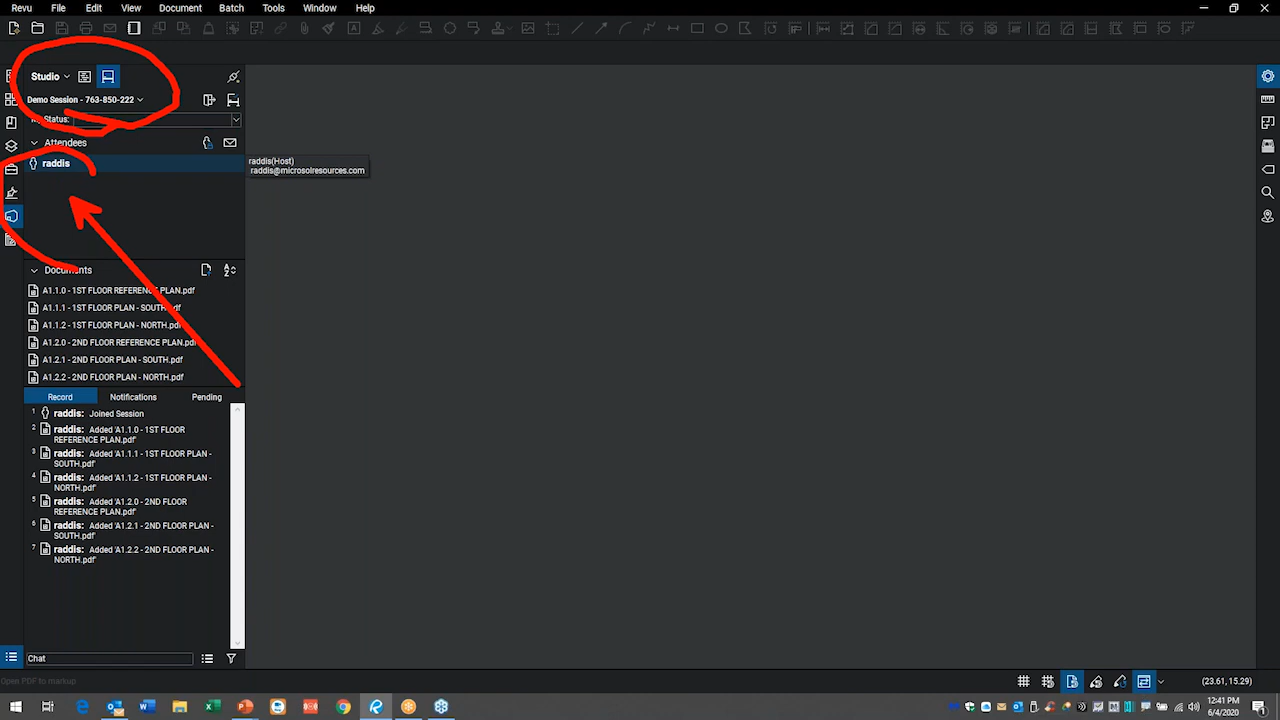 Revu File Edit View Document Batch Tools Window Help
Studio
Demo Session - 763-850-222
My Status:
Attendees
raddis
raddis(Host)
raddis@microsolresources.com
Documents
A1.1.0 - 1ST FLOOR REFERENCE PLAN.pdf
A1.1.1 - 1ST FLOOR PLAN - SOUTH.pdf
A1.1.2 - 1ST FLOOR PLAN - NORTH.pdf
A1.2.0 - 2ND FLOOR REFERENCE PLAN.pdf
A1.2.1 - 2ND FLOOR PLAN - SOUTH.pdf
A1.2.2 - 2ND FLOOR PLAN - NORTH.pdf
Record Notifications Pending
1 raddis: Joined Session
2 raddis: Added 'A1.1.0 - 1ST FLOOR
REFERENCE PLAN.pdf'
3 raddis: Added 'A1.1.1 - 1ST FLOOR PLAN -
SOUTH.pdf'
4 raddis: Added 'A1.1.2 - 1ST FLOOR PLAN -
NORTH.pdf'
5 raddis: Added 'A1.2.0 - 2ND FLOOR
REFERENCE PLAN.pdf'
6 raddis: Added 'A1.2.1 - 2ND FLOOR PLAN -
SOUTH.pdf'
7 raddis: Added 'A1.2.2 - 2ND FLOOR PLAN -
NORTH.pdf'
Chat
Open PDF to markup
(23.61, 15.29)
12:41 PM
6/4/2020